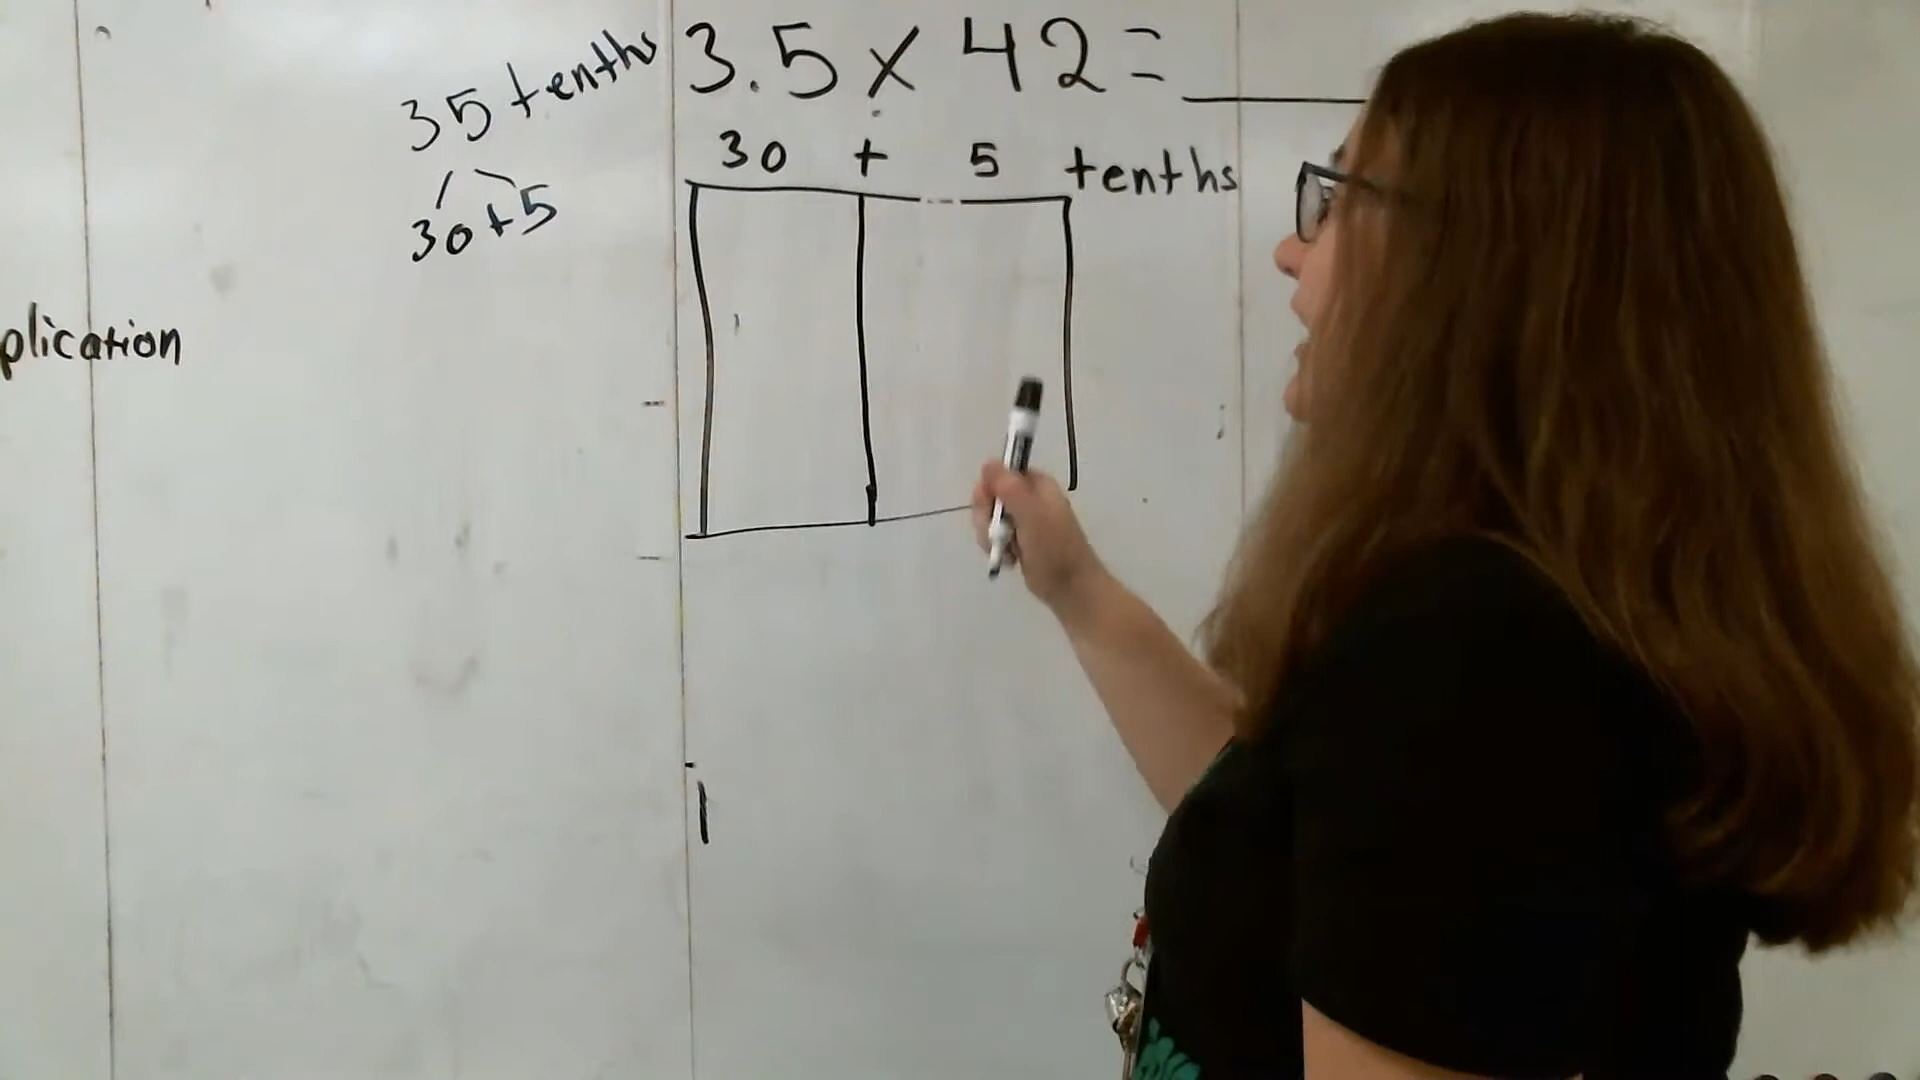 35 tenths
30+5
3.5 x 42 = ____
30 + 5 tenths
plication